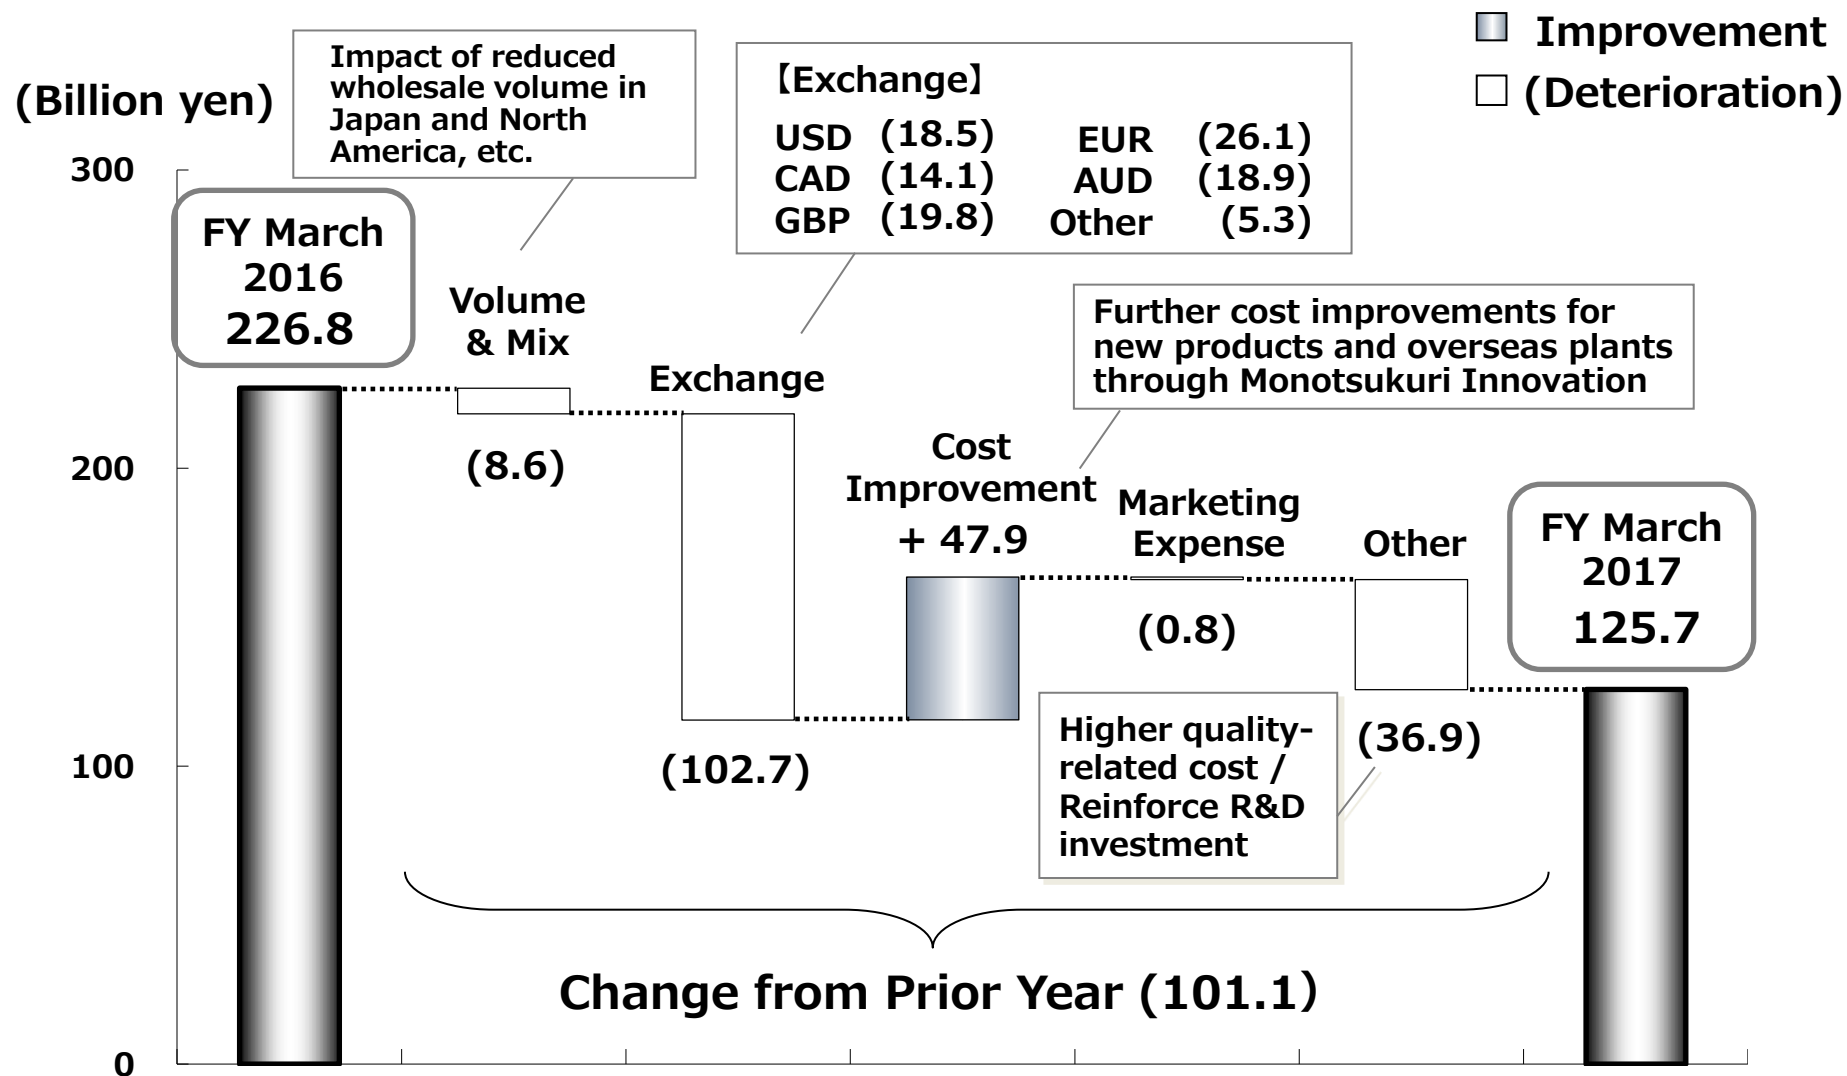 Improvement
(Deterioration)
(Billion yen)
Impact of reduced
wholesale volume in
Japan and North
America, etc.
【Exchange】
USD (18.5) EUR (26.1)
CAD (14.1) AUD (18.9)
GBP (19.8) Other (5.3)
300
FY March
2016
226.8
Volume
& Mix
Exchange
Further cost improvements for
new products and overseas plants
through Monotsukuri Innovation
200
(8.6)
Cost
Improvement
+ 47.9
Marketing
Expense
Other
FY March
2017
125.7
(0.8)
100
(102.7)
Higher quality-
related cost /
Reinforce R&D
investment
(36.9)
Change from Prior Year (101.1)
0